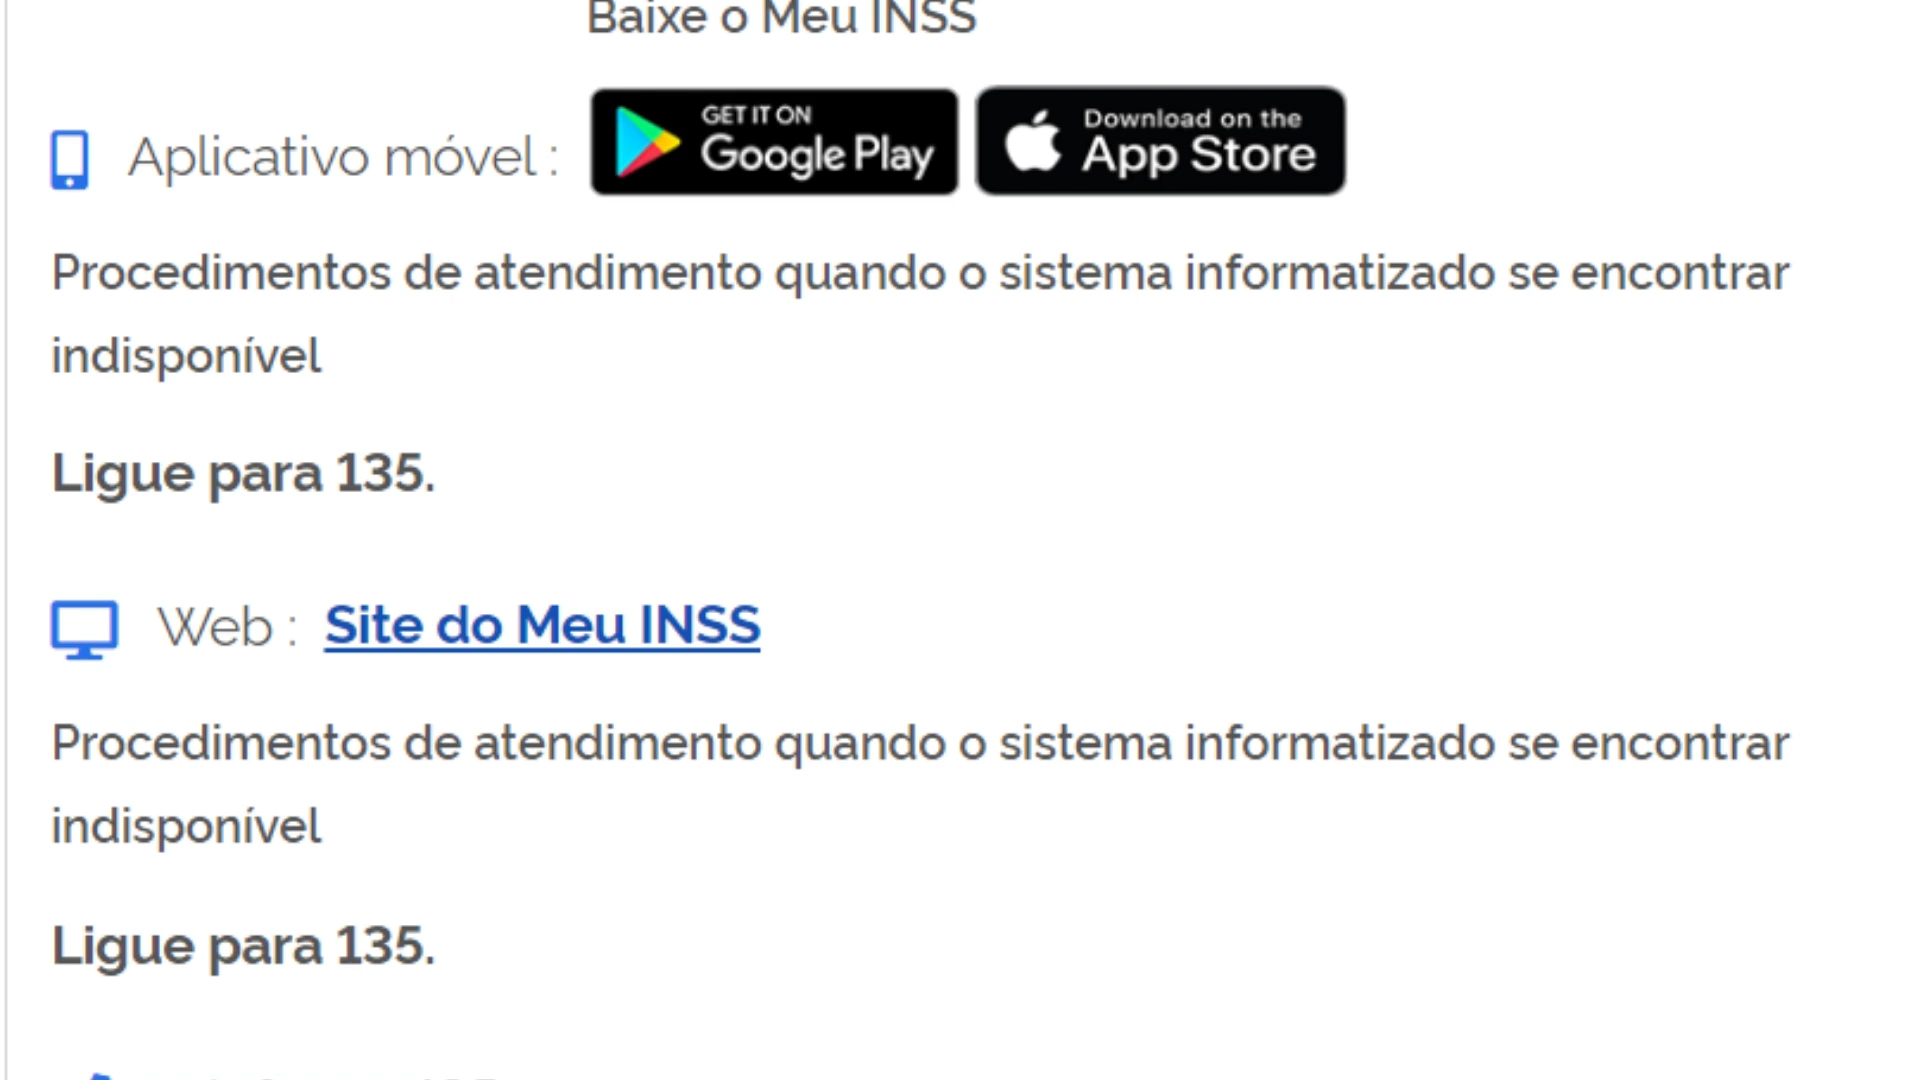 Baixe o Meu INSS
Aplicativo móvel :
GET IT ON
Google Play
Download on the
App Store
Procedimentos de atendimento quando o sistema informatizado se encontrar
indisponível
Ligue para 135.
Web : Site do Meu INSS
Procedimentos de atendimento quando o sistema informatizado se encontrar
indisponível
Ligue para 135.